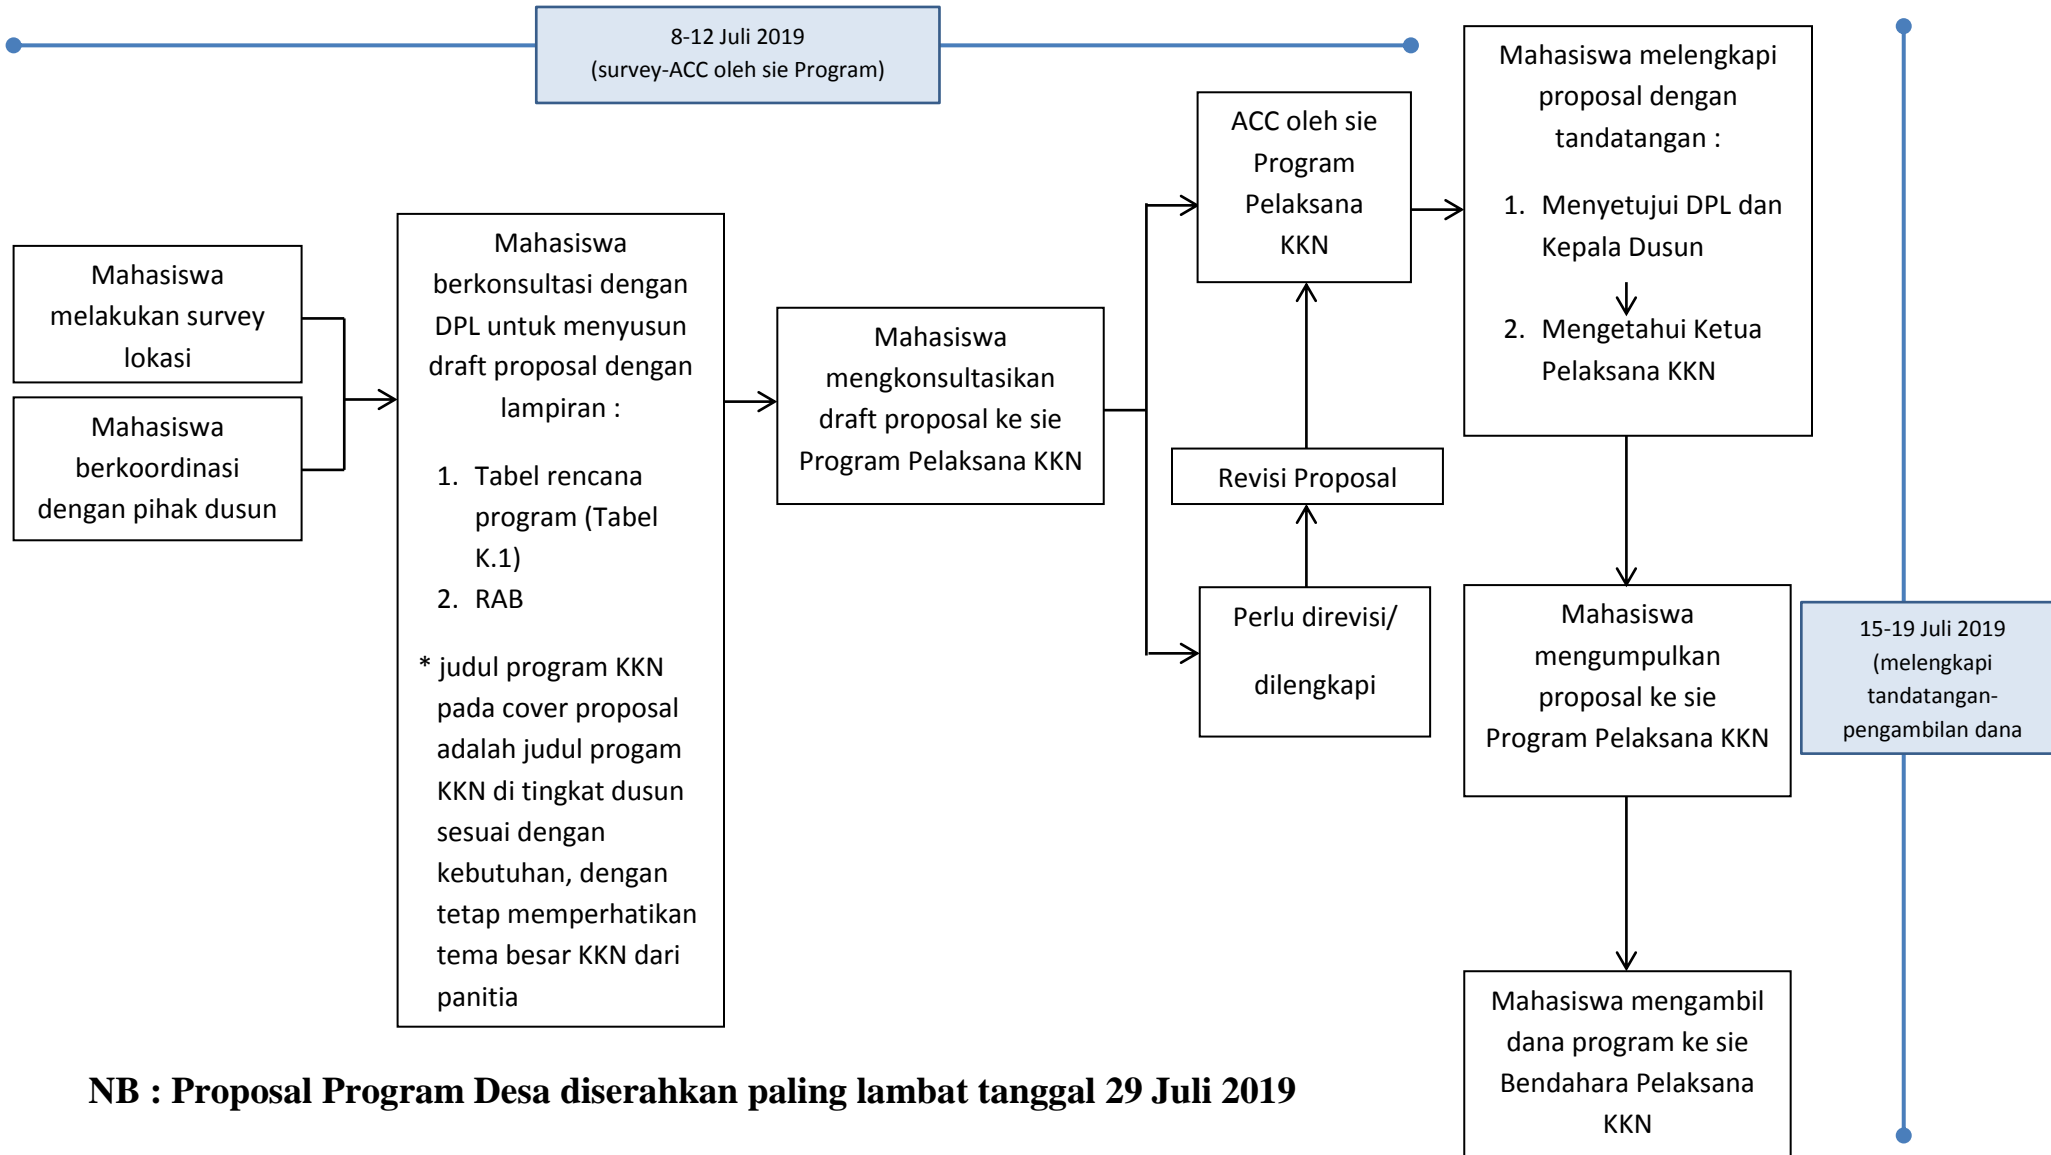 8-12 Juli 2019
(survey-ACC oleh sie Program)
Mahasiswa
melakukan survey
lokasi
Mahasiswa
berkoordinasi
dengan pihak dusun
Mahasiswa
berkonsultasi dengan
DPL untuk menyusun
draft proposal dengan
lampiran :
1. Tabel rencana
program (Tabel
K.1)
2. RAB
* judul program KKN
pada cover proposal
adalah judul progam
KKN di tingkat dusun
sesuai dengan
kebutuhan, dengan
tetap memperhatikan
tema besar KKN dari
panitia
Mahasiswa
mengkonsultasikan
draft proposal ke sie
Program Pelaksana KKN
ACC oleh sie
Program
Pelaksana
KKN
Revisi Proposal
Perlu direvisi/
dilengkapi
Mahasiswa melengkapi
proposal dengan
tandatangan :
1. Menyetujui DPL dan
Kepala Dusun
2. Mengetahui Ketua
Pelaksana KKN
Mahasiswa
mengumpulkan
proposal ke sie
Program Pelaksana KKN
15-19 Juli 2019
(melengkapi
tandatangan-
pengambilan dana
Mahasiswa mengambil
dana program ke sie
Bendahara Pelaksana
KKN
NB : Proposal Program Desa diserahkan paling lambat tanggal 29 Juli 2019